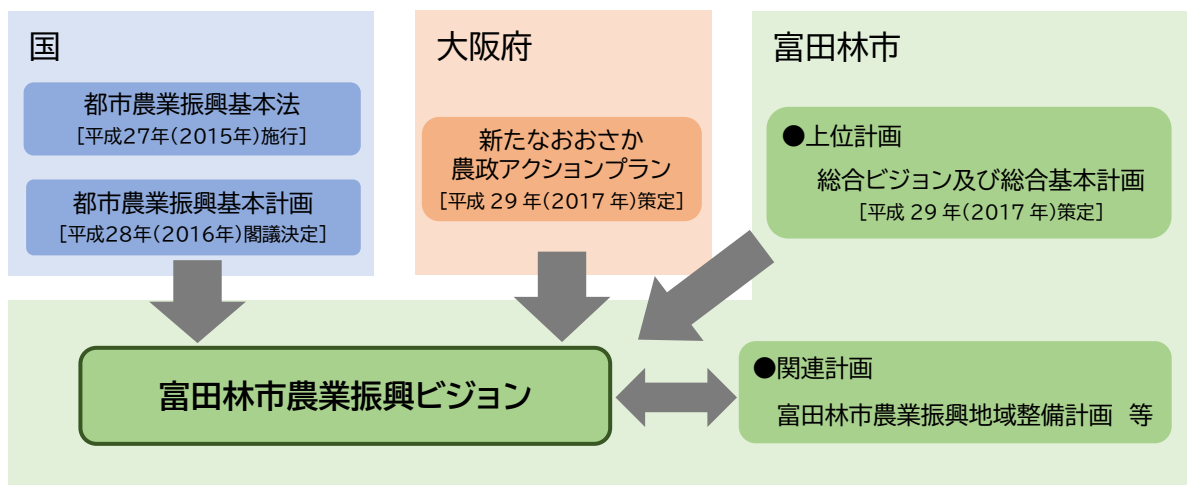 国
都市農業振興基本法
[平成27年(2015年)施行]
都市農業振興基本計画
[平成28年(2016年)閣議決定]
大阪府
新たなおおさか
農政アクションプラン
[平成 29 年(2017 年)策定]
富田林市
●上位計画
総合ビジョン及び総合基本計画
[平成 29 年(2017 年)策定]
富田林市農業振興ビジョン
●関連計画
富田林市農業振興地域整備計画　等